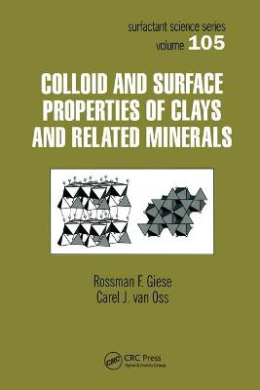 surfactant science series
volume 105
COLLOID AND SURFACE
PROPERTIES OF CLAYS
AND RELATED MINERALS
Rossman F. Giese
Carel J. van Oss
CRC
CRC Press
Taylor & Francis Group